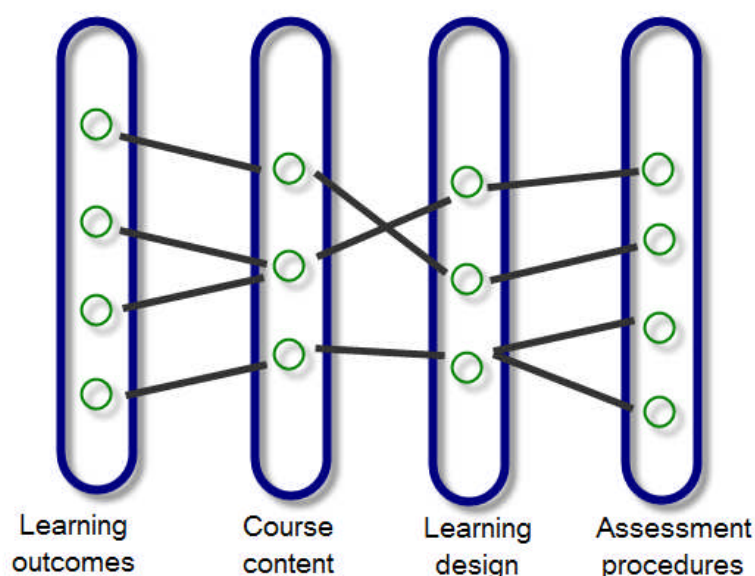 Learning
outcomes
Course
content
Learning
design
Assessment
procedures